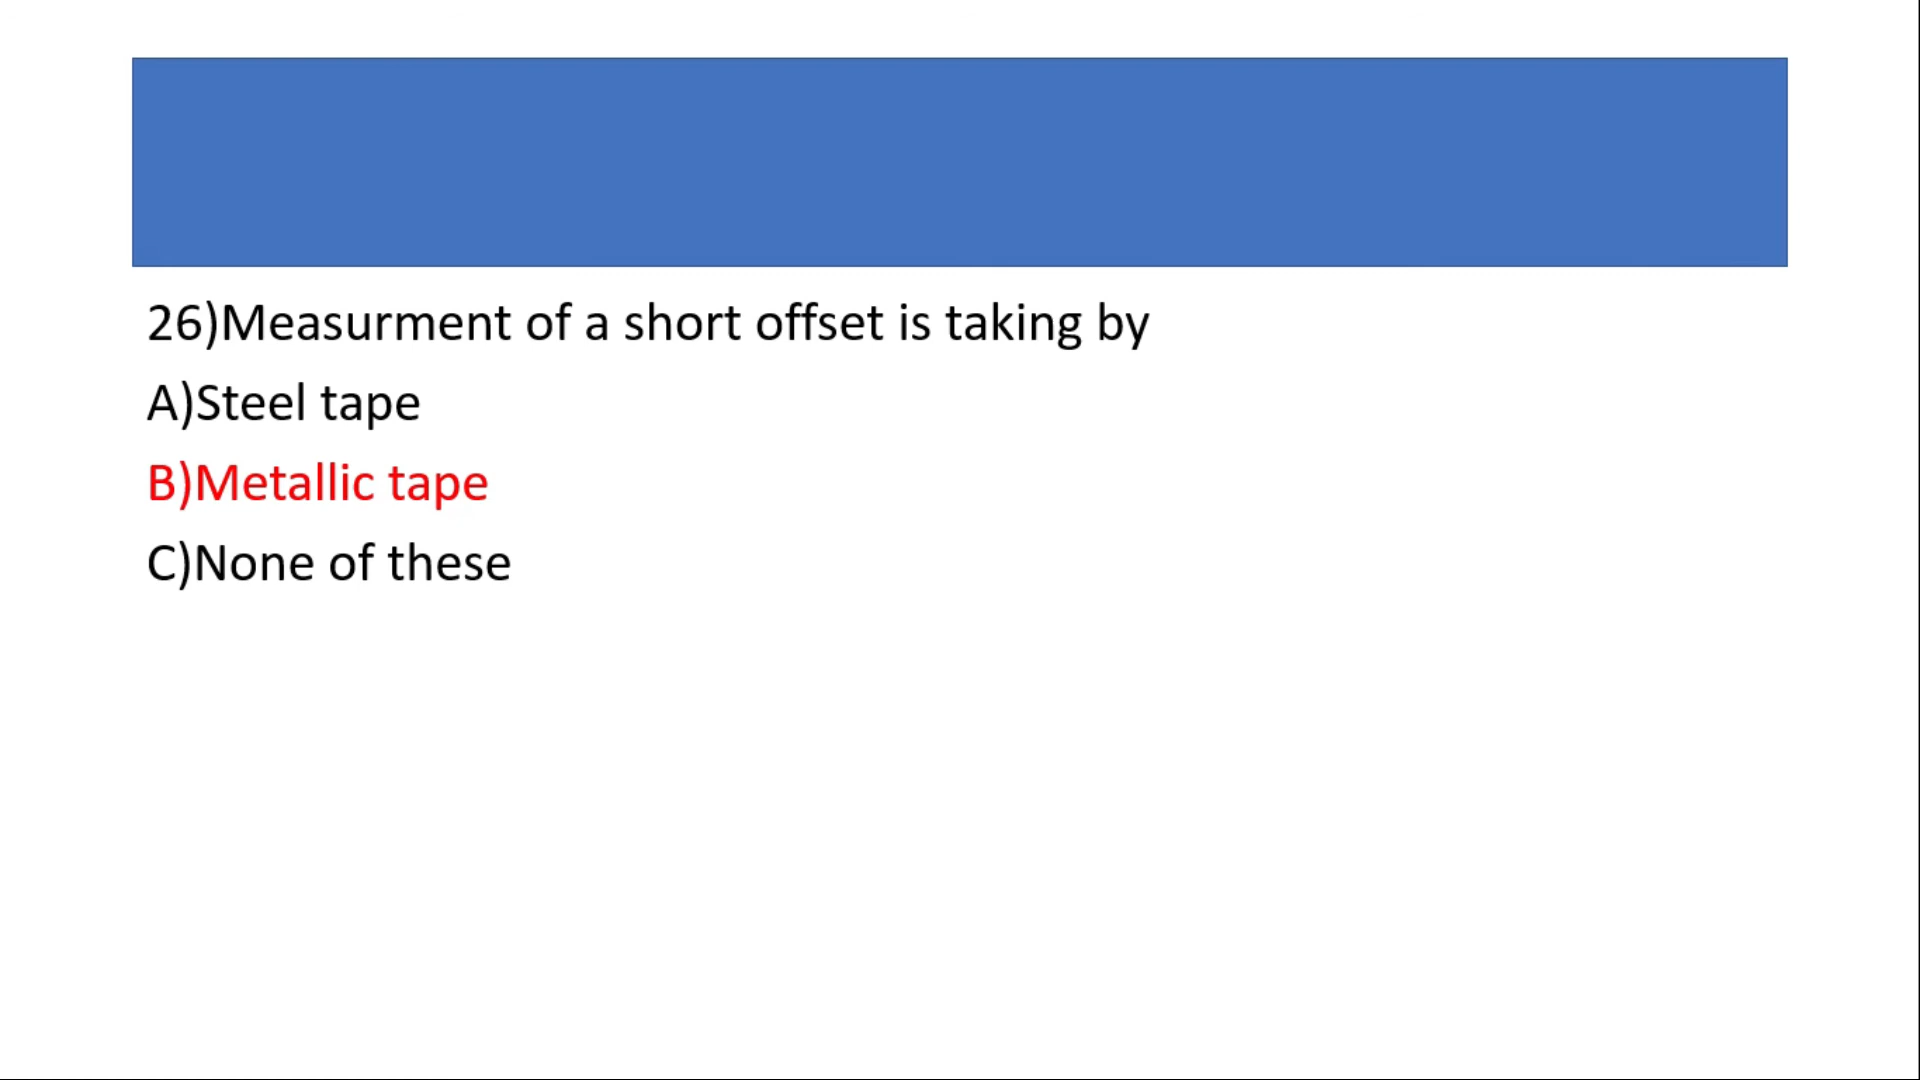 26)Measurment of a short offset is taking by
A)Steel tape
B)Metallic tape
C)None of these